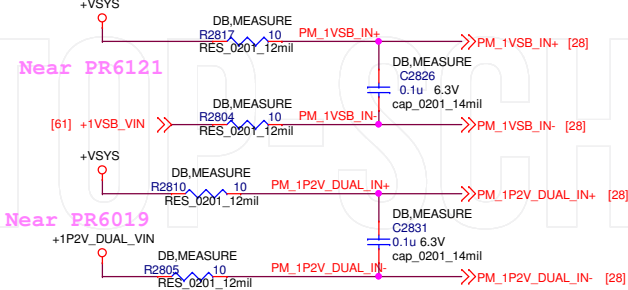 +VSYS
DB,MEASURE
R2817 10 PM_1VSB_IN+ PM_1VSB_IN+ [28]
RES_0201_12mil
Near PR6121
DB,MEASURE
C2826
0.1u 6.3V
cap_0201_14mil
DB,MEASURE
[61] +1VSB_VIN R2804 10 PM_1VSB_IN- PM_1VSB_IN- [28]
RES_0201_12mil
+VSYS
DB,MEASURE
R2810 10 PM_1P2V_DUAL_IN+ PM_1P2V_DUAL_IN+ [28]
RES_0201_12mil
Near PR6019
DB,MEASURE
C2831
0.1u 6.3V
cap_0201_14mil
+1P2V_DUAL_VIN
DB,MEASURE
R2805 10 PM_1P2V_DUAL_IN- PM_1P2V_DUAL_IN- [28]
RES_0201_12mil
TOP-SCH